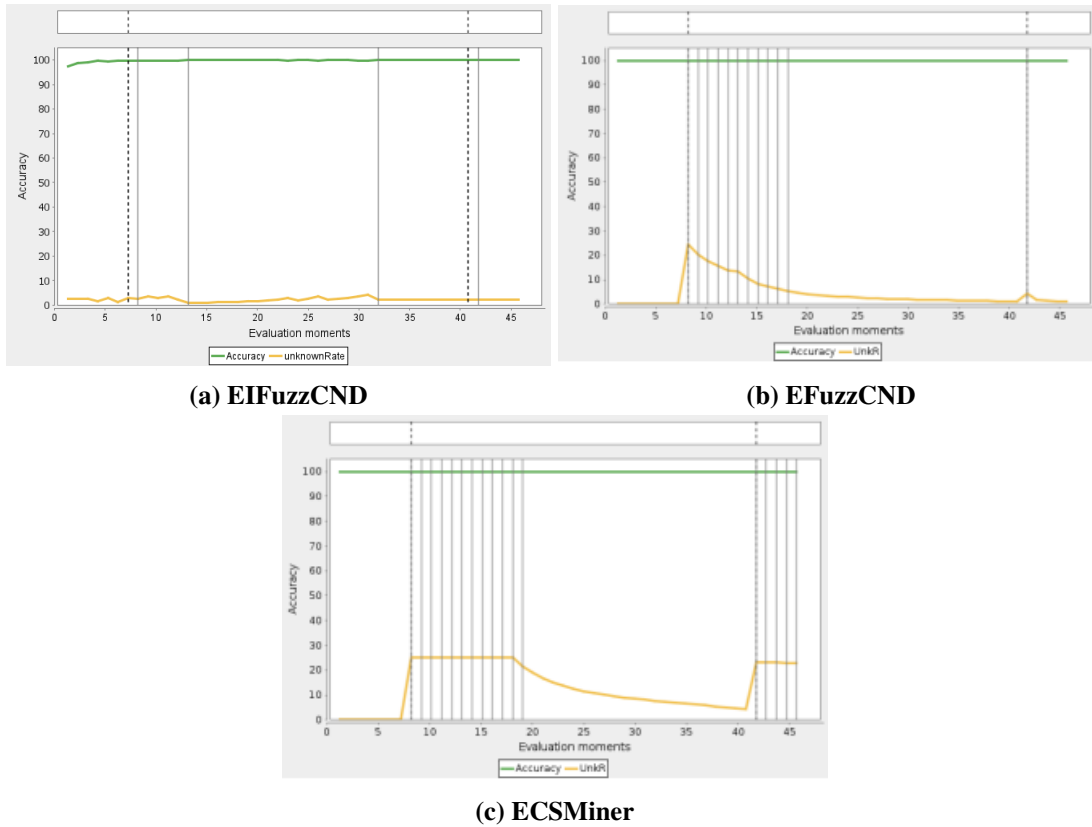 100
90
80
70
60
50
40
30
20
10
0
Accuracy
0 5 10 15 20 25 30 35 40 45
Evaluation moments
Accuracy unknownRate
(a) EIFuzzCND
100
90
80
70
60
50
40
30
20
10
0
Accuracy
0 5 10 15 20 25 30 35 40 45
Evaluation moments
Accuracy UnkR
(b) EFuzzCND
100
90
80
70
60
50
40
30
20
10
0
Accuracy
0 5 10 15 20 25 30 35 40 45
Evaluation moments
Accuracy UnkR
(c) ECSMiner